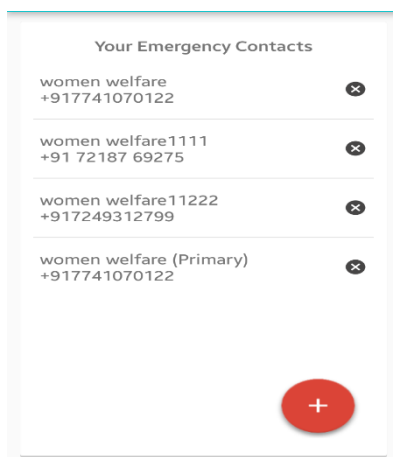 Your Emergency Contacts
women welfare
+917741070122
women welfare1111
+91 72187 69275
women welfare11222
+917249312799
women welfare (Primary)
+917741070122
+